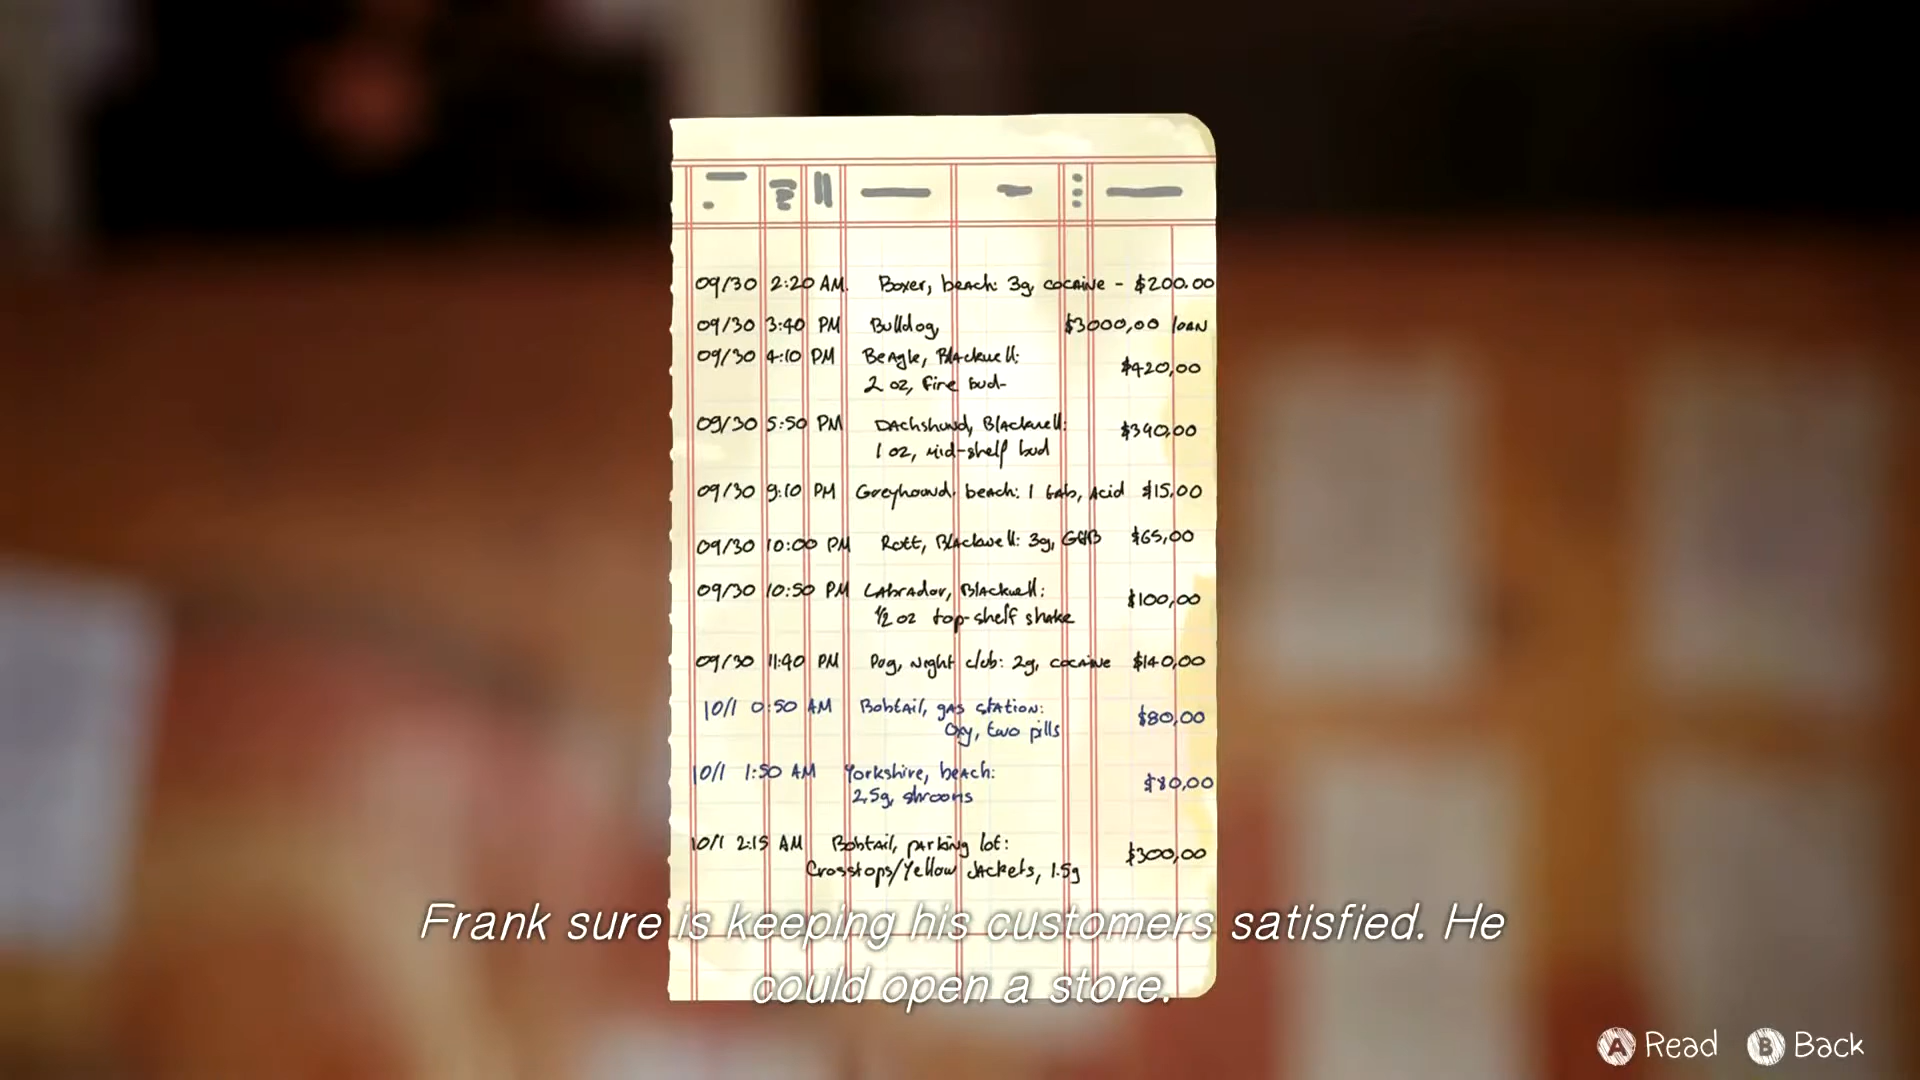 09/30 2:20 AM. Boxer, beach: 3g, cocaine - $200.00
09/30 3:40 PM Bulldog, $3000,00 loan
09/30 4:10 PM Beagle, Blackwell: $420,00
2 oz, fire bud-
09/30 5:50 PM Dachshund, Blackwell: $340,00
1 oz, mid-shelf bud
09/30 9:10 PM Greyhound, beach: 1 tab, acid $15,00
09/30 10:00 PM Rott, Blackwell: 3g, GHB $65,00
09/30 10:50 PM Labrador, Blackwell: $100,00
1/2 oz top-shelf shake
09/30 11:40 PM Pug, night club: 2g, cocaine $140,00
10/1 0:50 AM Bobtail, gas station: $80,00
Oxy, two pills
10/1 1:50 AM Yorkshire, beach: $80,00
2,5g, shrooms
10/1 2:15 AM Bobtail, parking lot: $300,00
Crosstops/Yellow Jackets, 1.5g
Frank sure is keeping his customers satisfied. He
could open a store.
A Read B Back